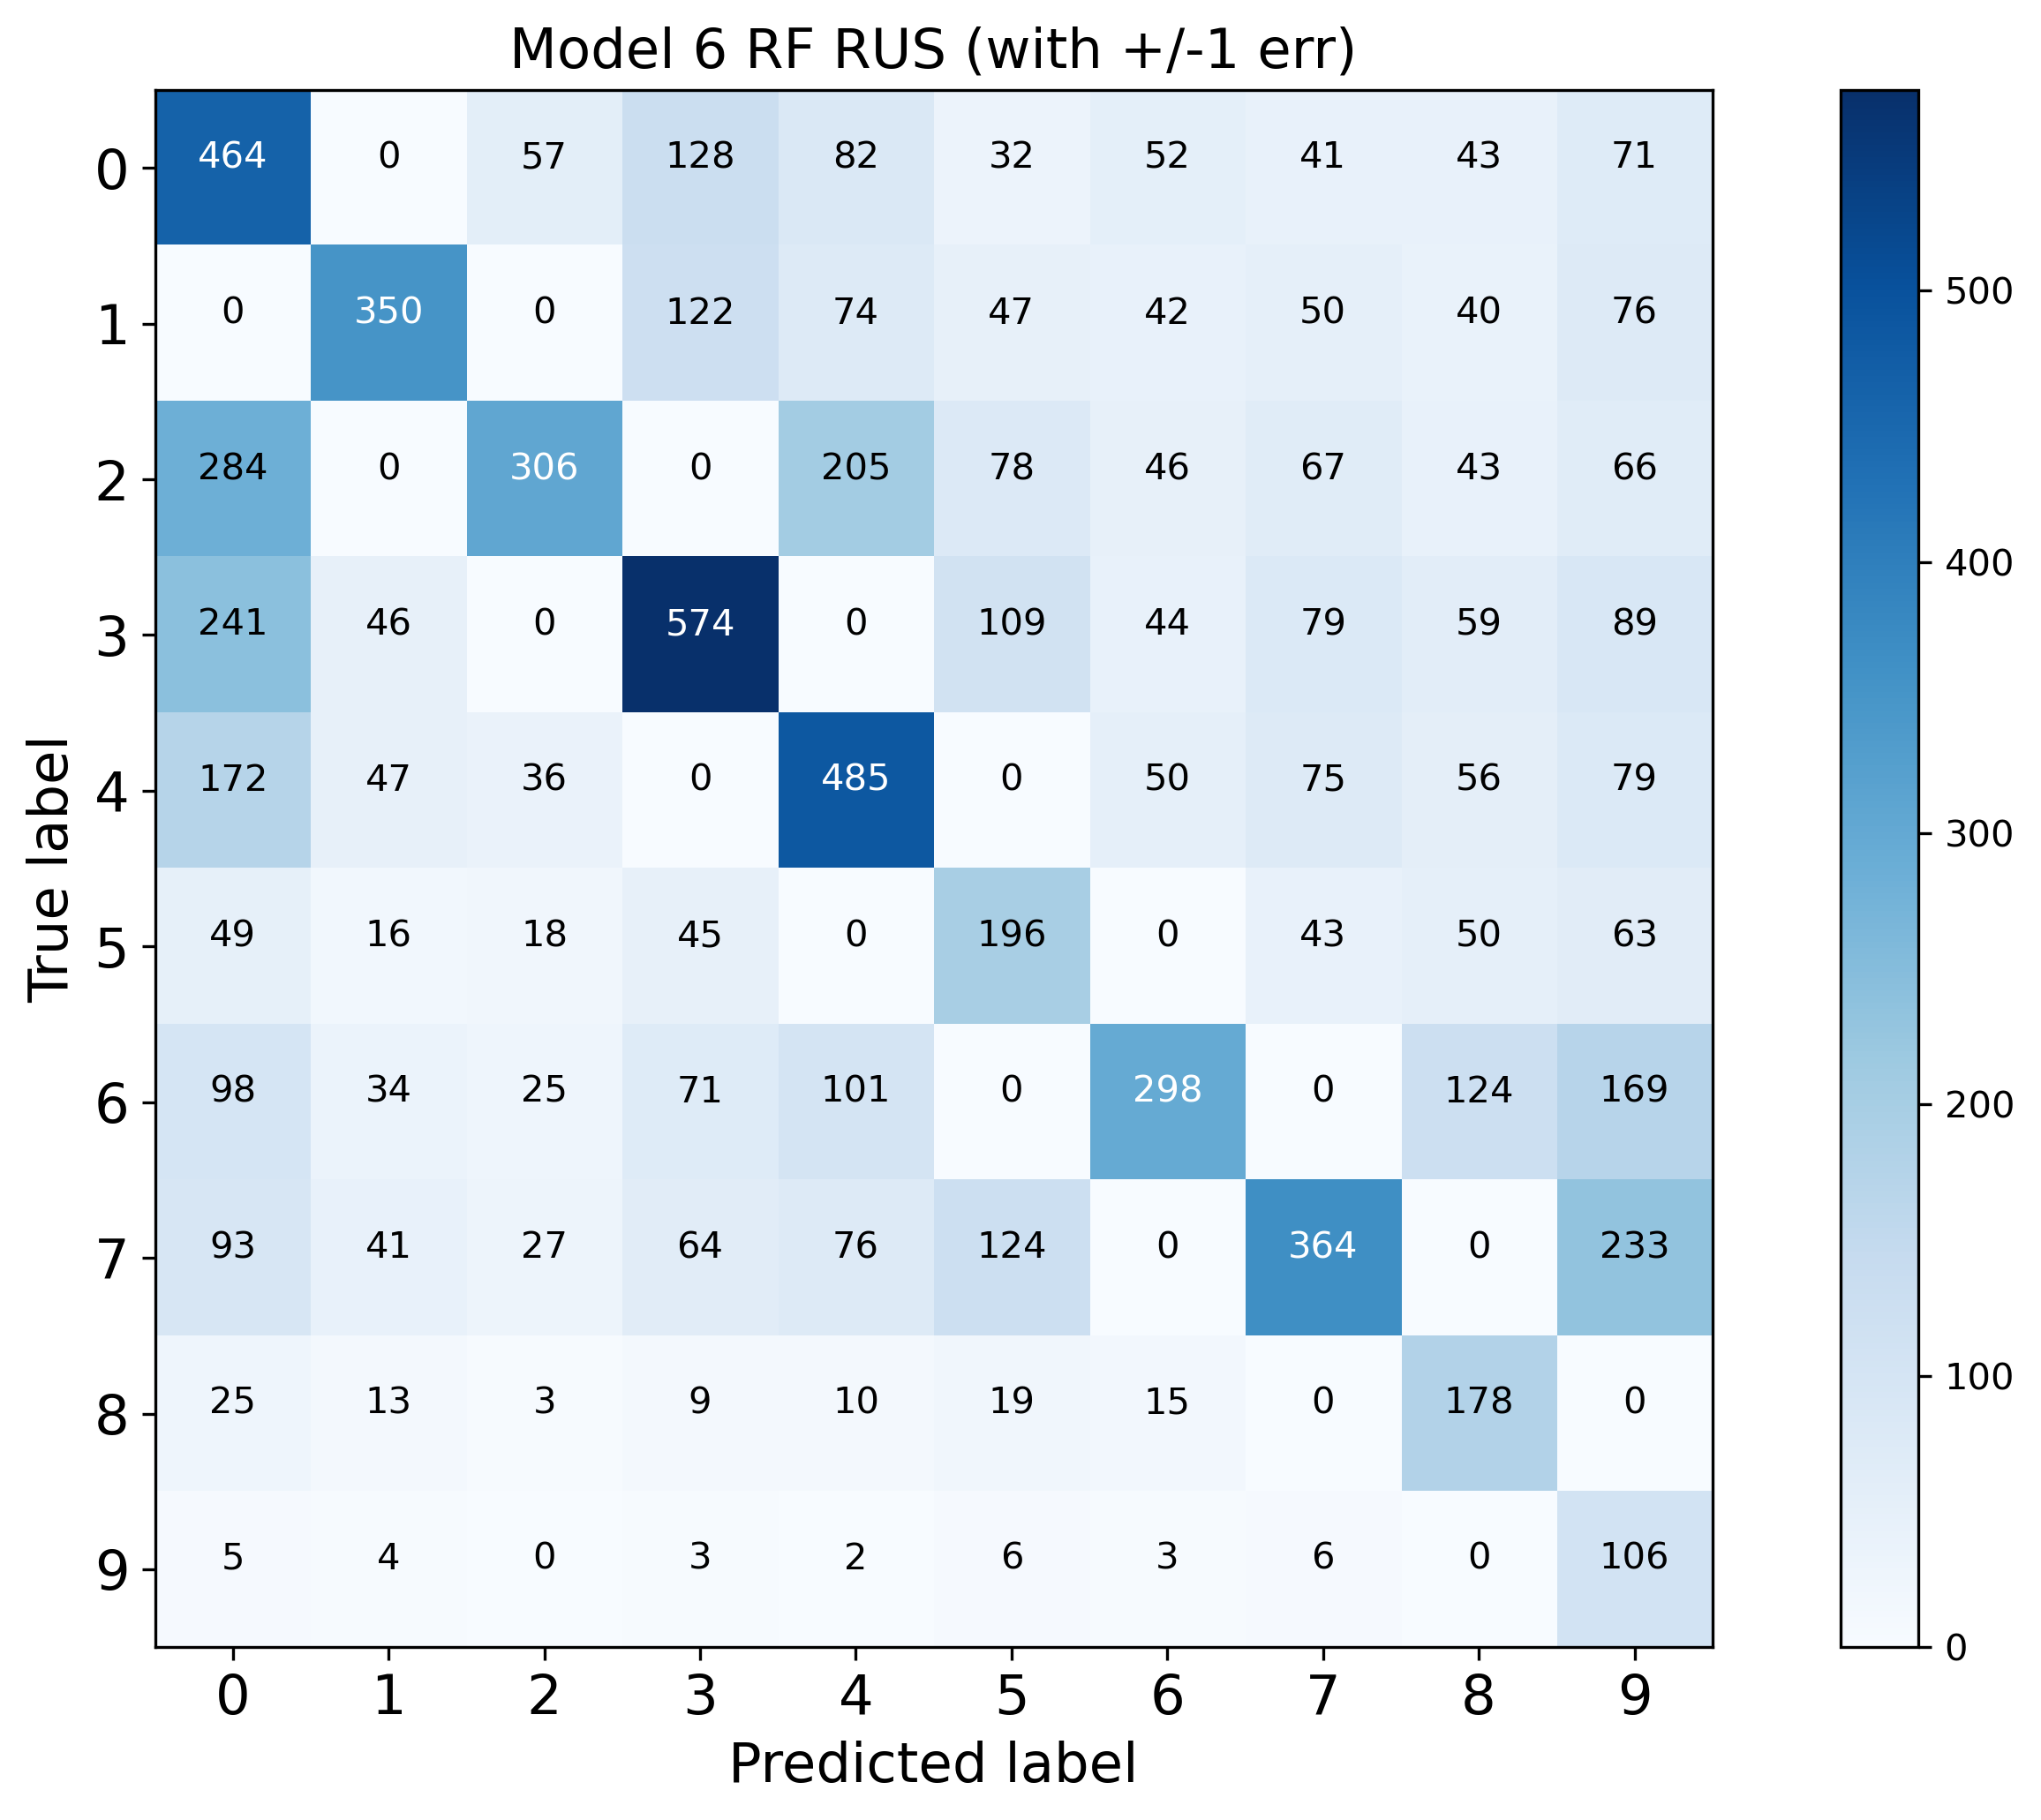 Model 6 RF RUS (with +/-1 err)
0 464 0 57 128 82 32 52 41 43 71
1 0 350 0 122 74 47 42 50 40 76
2 284 0 306 0 205 78 46 67 43 66
3 241 46 0 574 0 109 44 79 59 89
4 172 47 36 0 485 0 50 75 56 79
5 49 16 18 45 0 196 0 43 50 63
6 98 34 25 71 101 0 298 0 124 169
7 93 41 27 64 76 124 0 364 0 233
8 25 13 3 9 10 19 15 0 178 0
9 5 4 0 3 2 6 3 6 0 106
0 1 2 3 4 5 6 7 8 9
Predicted label
True label
500
400
300
200
100
0